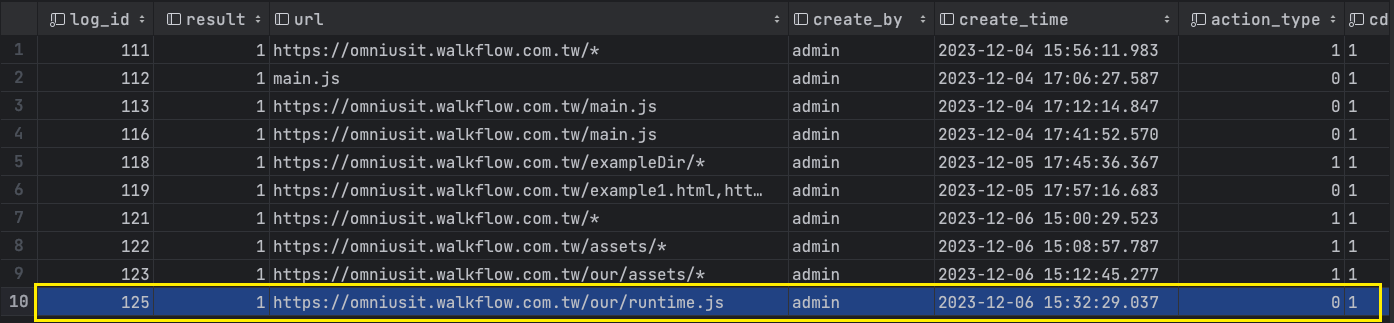 log_id result url create_by create_time action_type cd
1 111 1 https://omniusit.walkflow.com.tw/* admin 2023-12-04 15:56:11.983 1 1
2 112 1 main.js admin 2023-12-04 17:06:27.587 0 1
3 113 1 https://omniusit.walkflow.com.tw/main.js admin 2023-12-04 17:12:14.847 0 1
4 116 1 https://omniusit.walkflow.com.tw/main.js admin 2023-12-04 17:41:52.570 0 1
5 118 1 https://omniusit.walkflow.com.tw/exampleDir/* admin 2023-12-05 17:45:36.367 1 1
6 119 1 https://omniusit.walkflow.com.tw/example1.html,htt… admin 2023-12-05 17:57:16.683 0 1
7 121 1 https://omniusit.walkflow.com.tw/* admin 2023-12-06 15:00:29.523 1 1
8 122 1 https://omniusit.walkflow.com.tw/assets/* admin 2023-12-06 15:08:57.787 1 1
9 123 1 https://omniusit.walkflow.com.tw/our/assets/* admin 2023-12-06 15:12:45.277 1 1
10 125 1 https://omniusit.walkflow.com.tw/our/runtime.js admin 2023-12-06 15:32:29.037 0 1